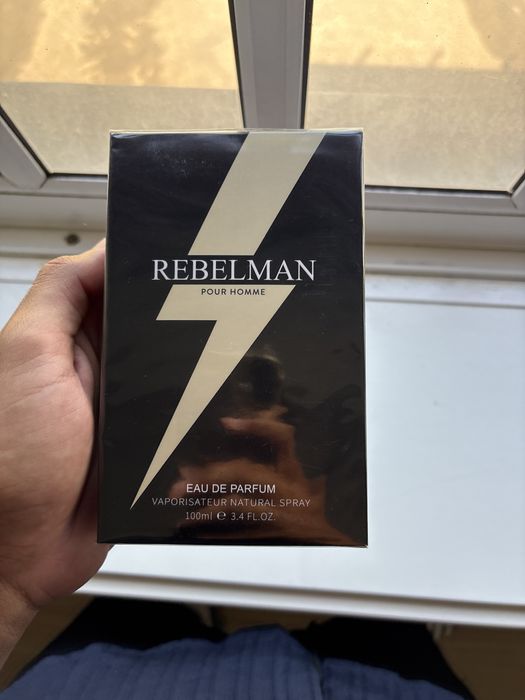 REBELMAN
POUR HOMME
EAU DE PARFUM
VAPORISATEUR NATURAL SPRAY
100ml ℮ 3.4 FL.OZ.